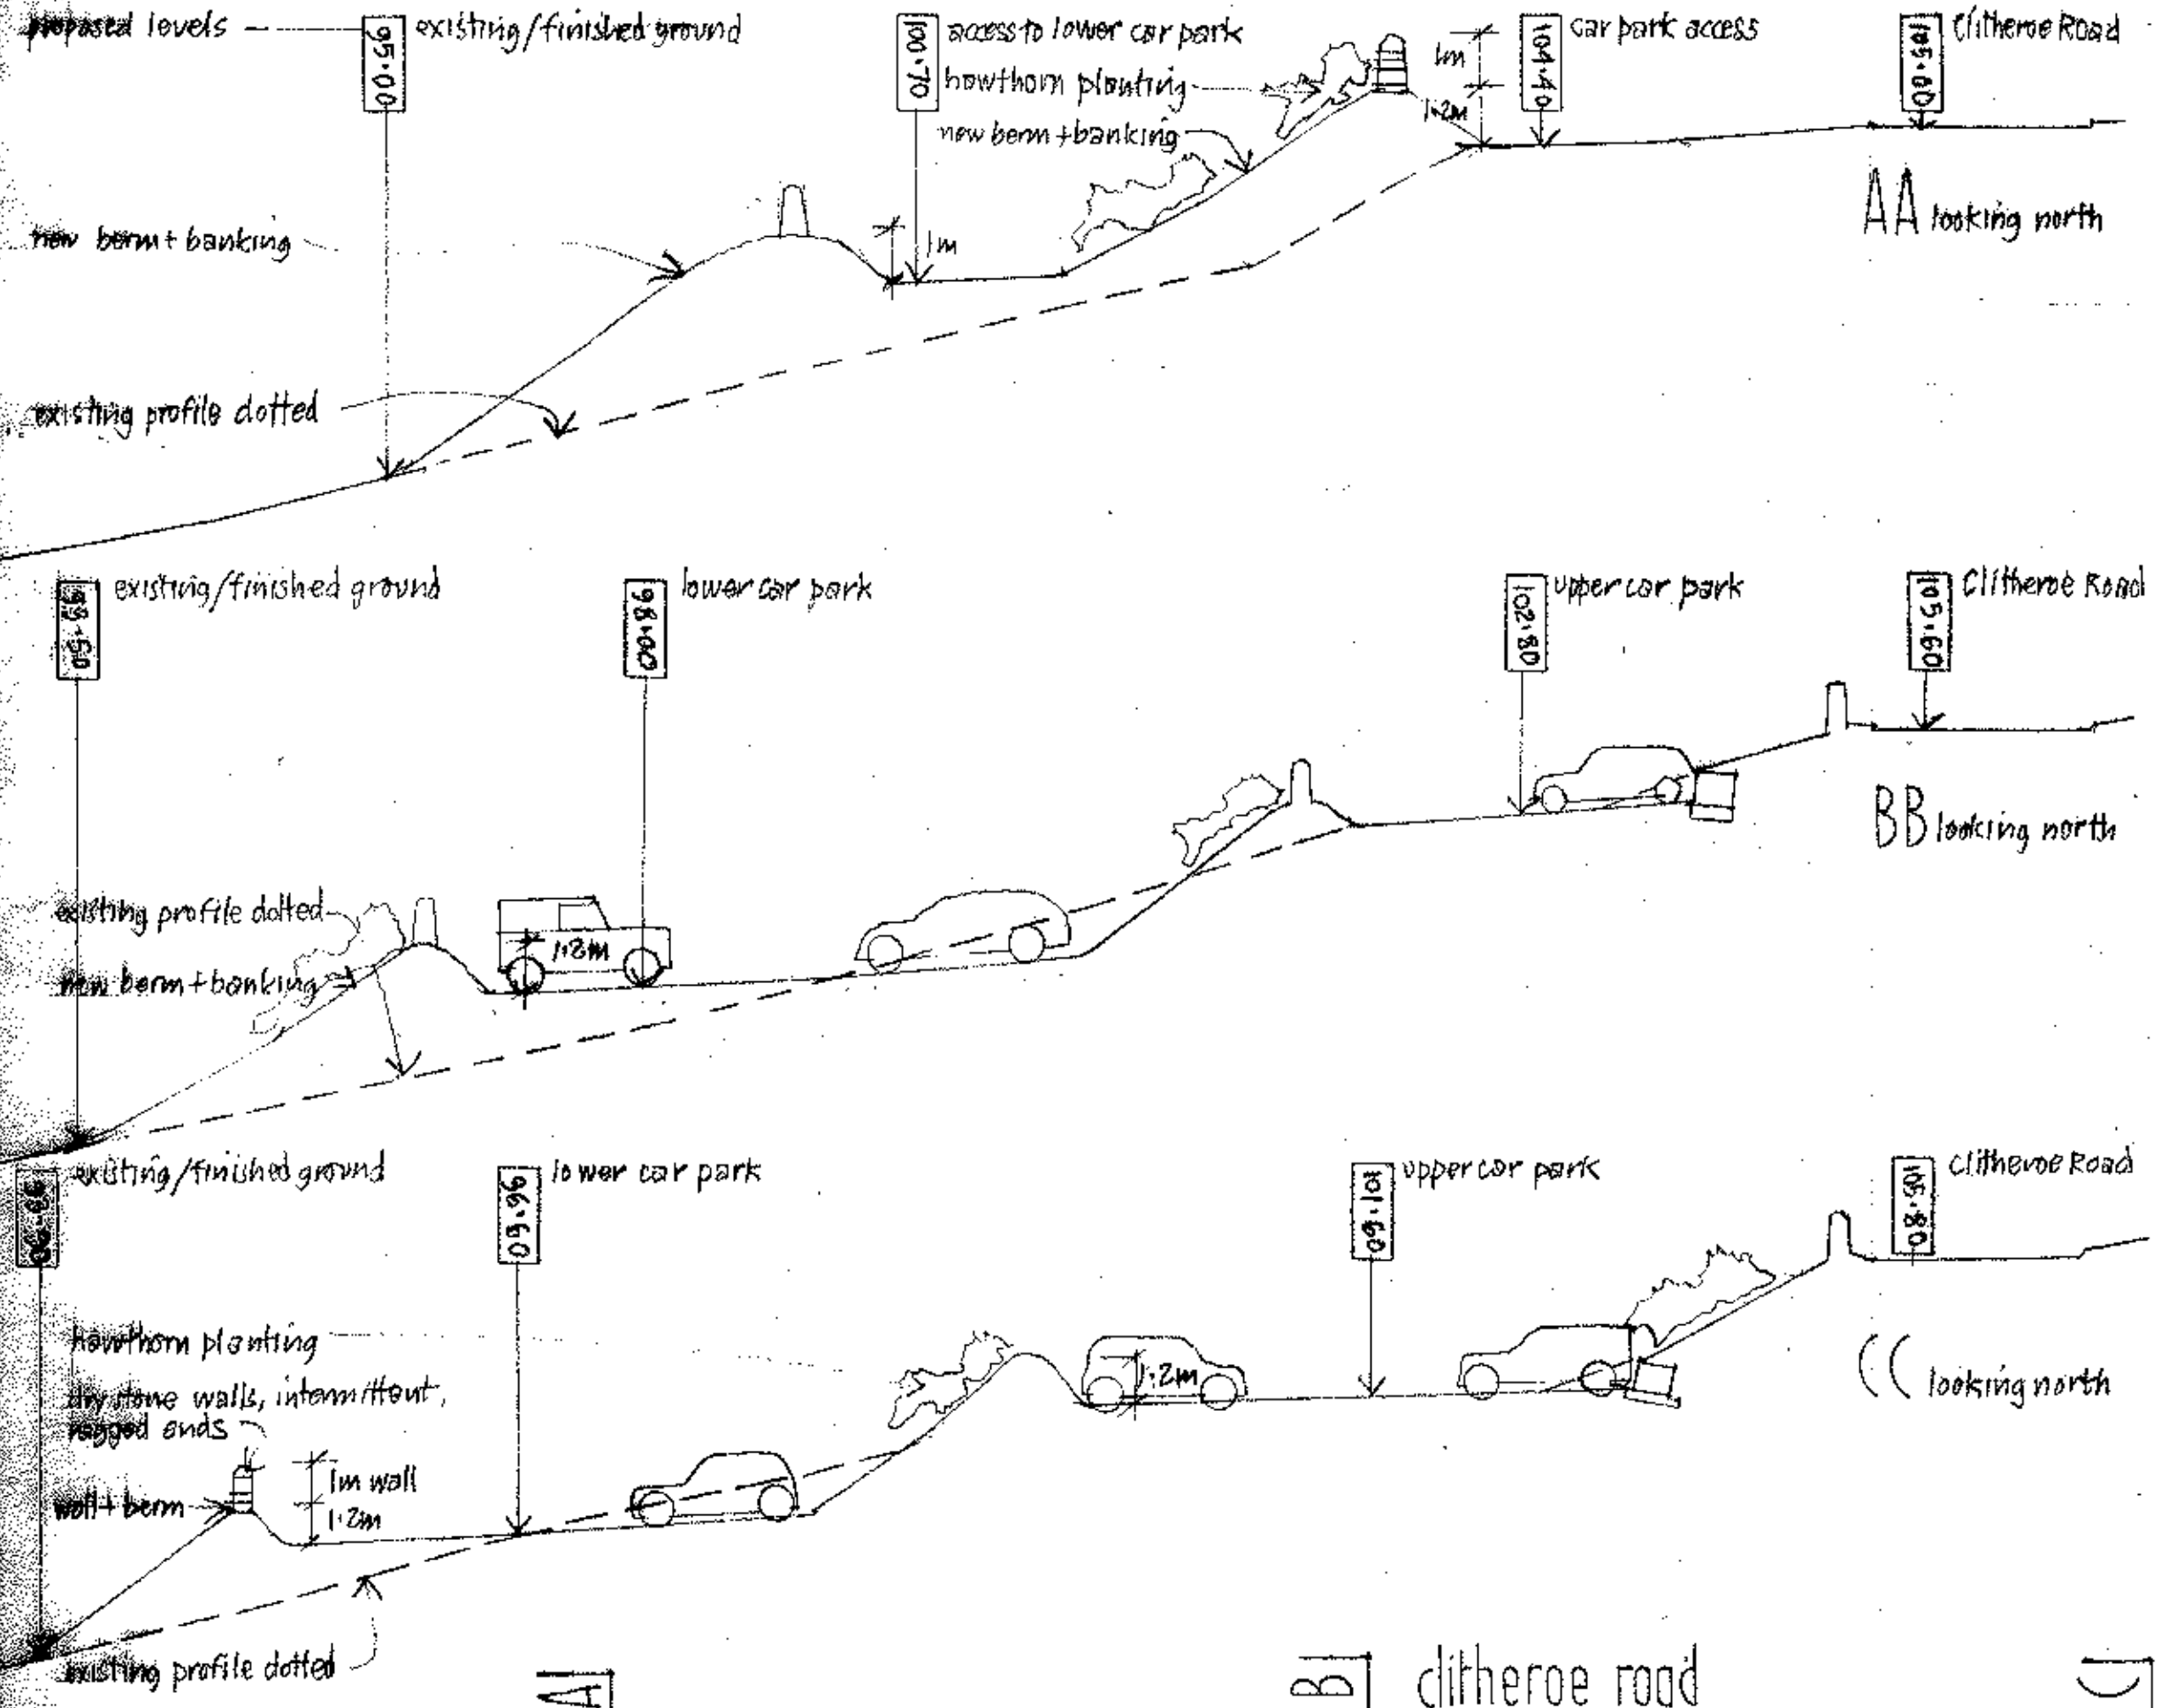 proposed levels
95.00
existing/finished ground
100.70
access to lower car park
howthorn planting
new berm + banking
1m
1.2m
104.40
car park access
105.00
Clitheroe Road
AA looking north
new berm + banking
1m
existing profile dotted
existing/finished ground
98.00
lower car park
102.80
upper car park
105.60
Clitheroe Road
BB looking north
existing profile dotted
new berm + banking
1.2m
existing/finished ground
96.60
lower car park
101.60
upper car park
105.80
Clitheroe Road
CC looking north
hawthorn planting
dry stone walls, intermittent,
ragged ends
1m wall
1.2m
wall + berm
1.2m
existing profile dotted
A
B
clitheroe road
C